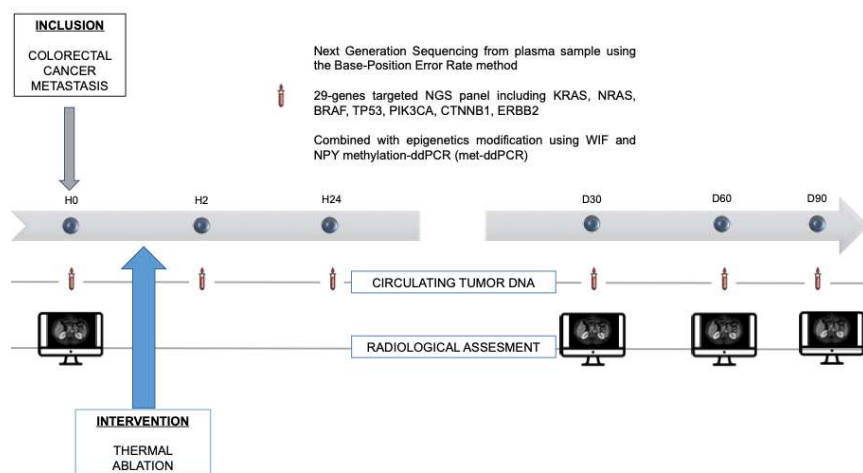 INCLUSION
COLORECTAL
CANCER
METASTASIS
Next Generation Sequencing from plasma sample using
the Base-Position Error Rate method
29-genes targeted NGS panel including KRAS, NRAS,
BRAF, TP53, PIK3CA, CTNNB1, ERBB2
Combined with epigenetics modification using WIF and
NPY methylation-ddPCR (met-ddPCR)
H0
H2
H24
D30
D60
D90
CIRCULATING TUMOR DNA
RADIOLOGICAL ASSESMENT
INTERVENTION
THERMAL
ABLATION